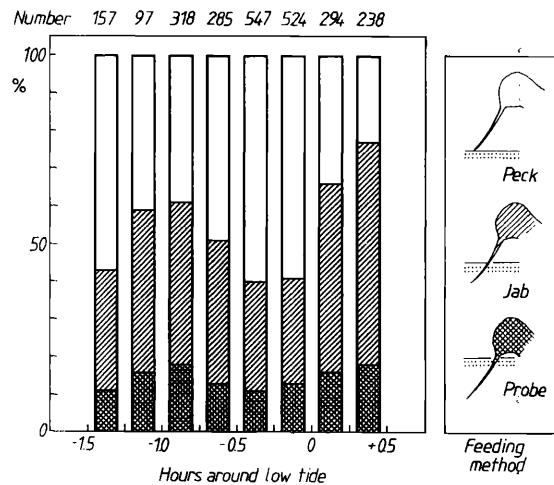 Number 157 97 318 285 547 524 294 238
100
%
50
0
-1.5 -1.0 -0.5 0 +0.5
Hours around low tide
Peck
Jab
Probe
Feeding method